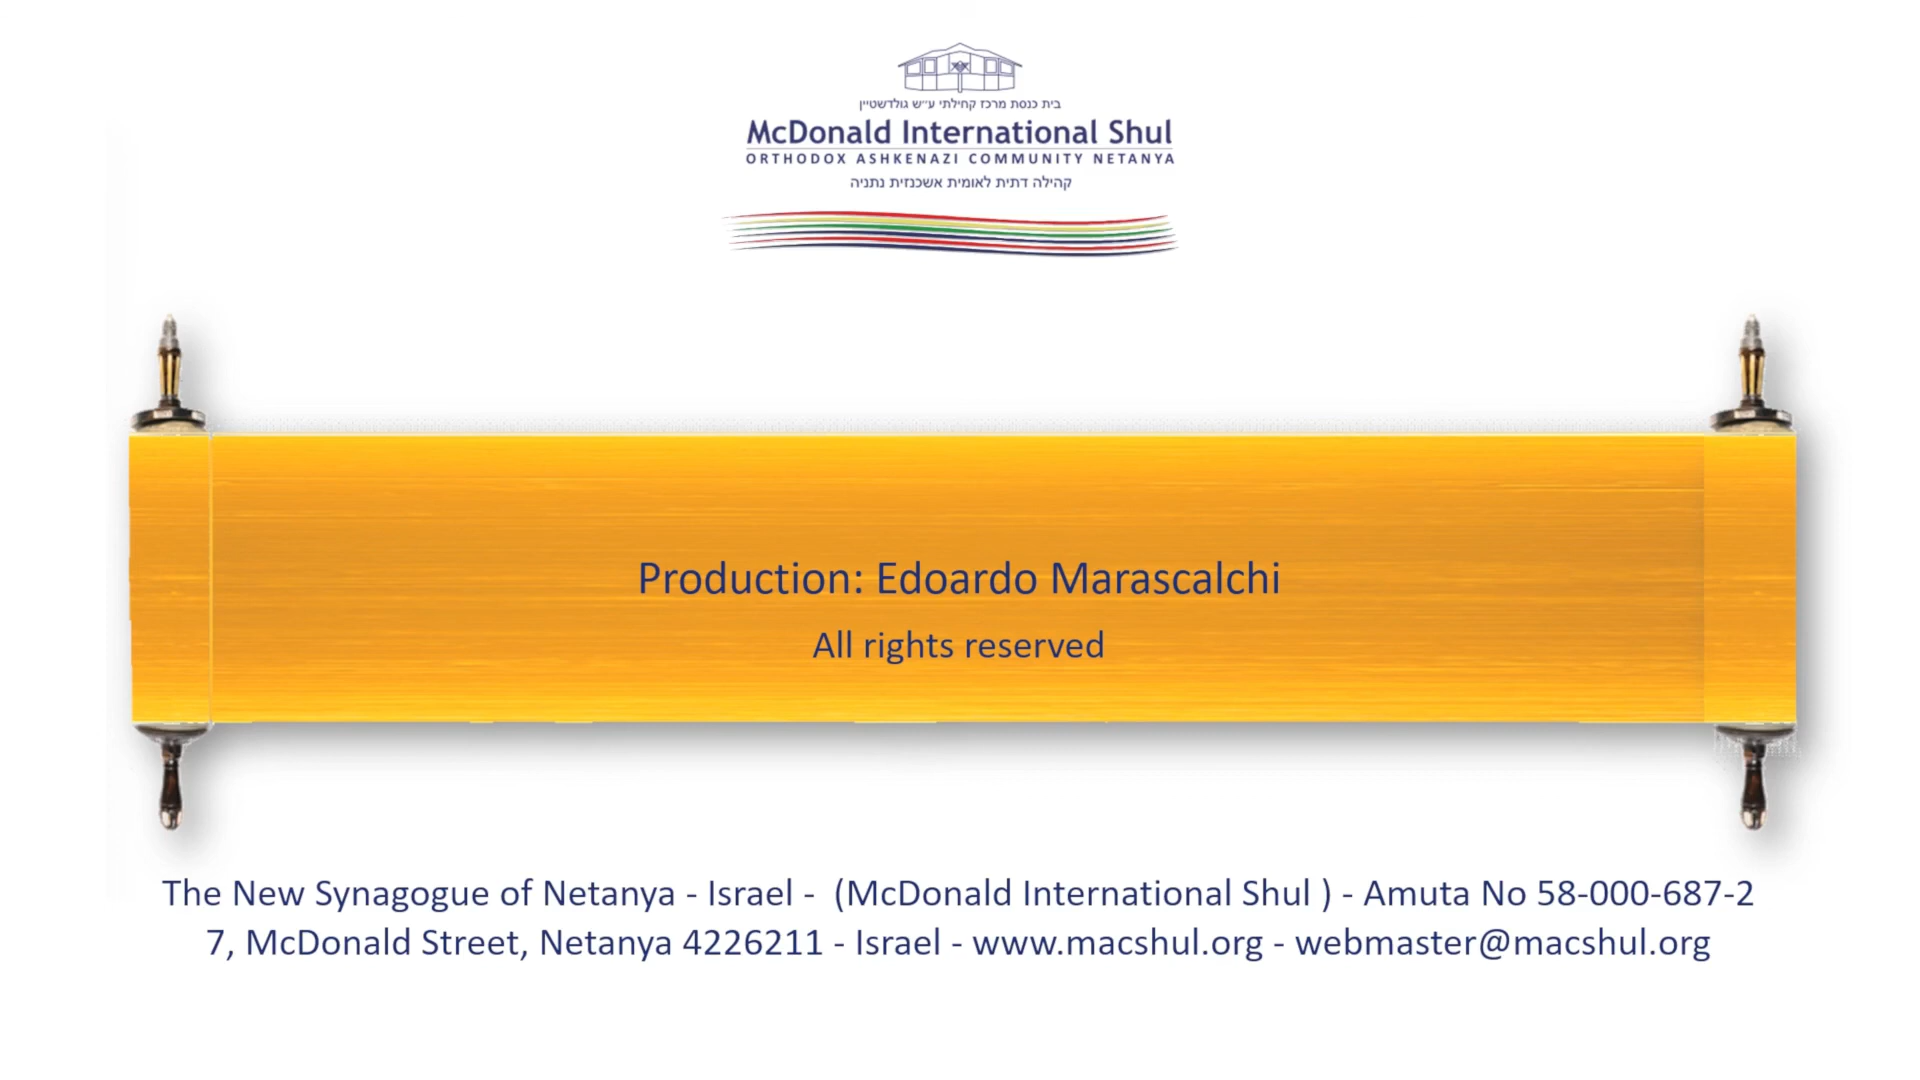 בית כנסת מרכז קהילתי ע״ש גולדשטיין
McDonald International Shul
ORTHODOX ASHKENAZI COMMUNITY NETANYA
קהילה דתית לאומית אשכנזית נתניה
Production: Edoardo Marascalchi
All rights reserved
The New Synagogue of Netanya - Israel - (McDonald International Shul ) - Amuta No 58-000-687-2
7, McDonald Street, Netanya 4226211 - Israel - www.macshul.org - webmaster@macshul.org